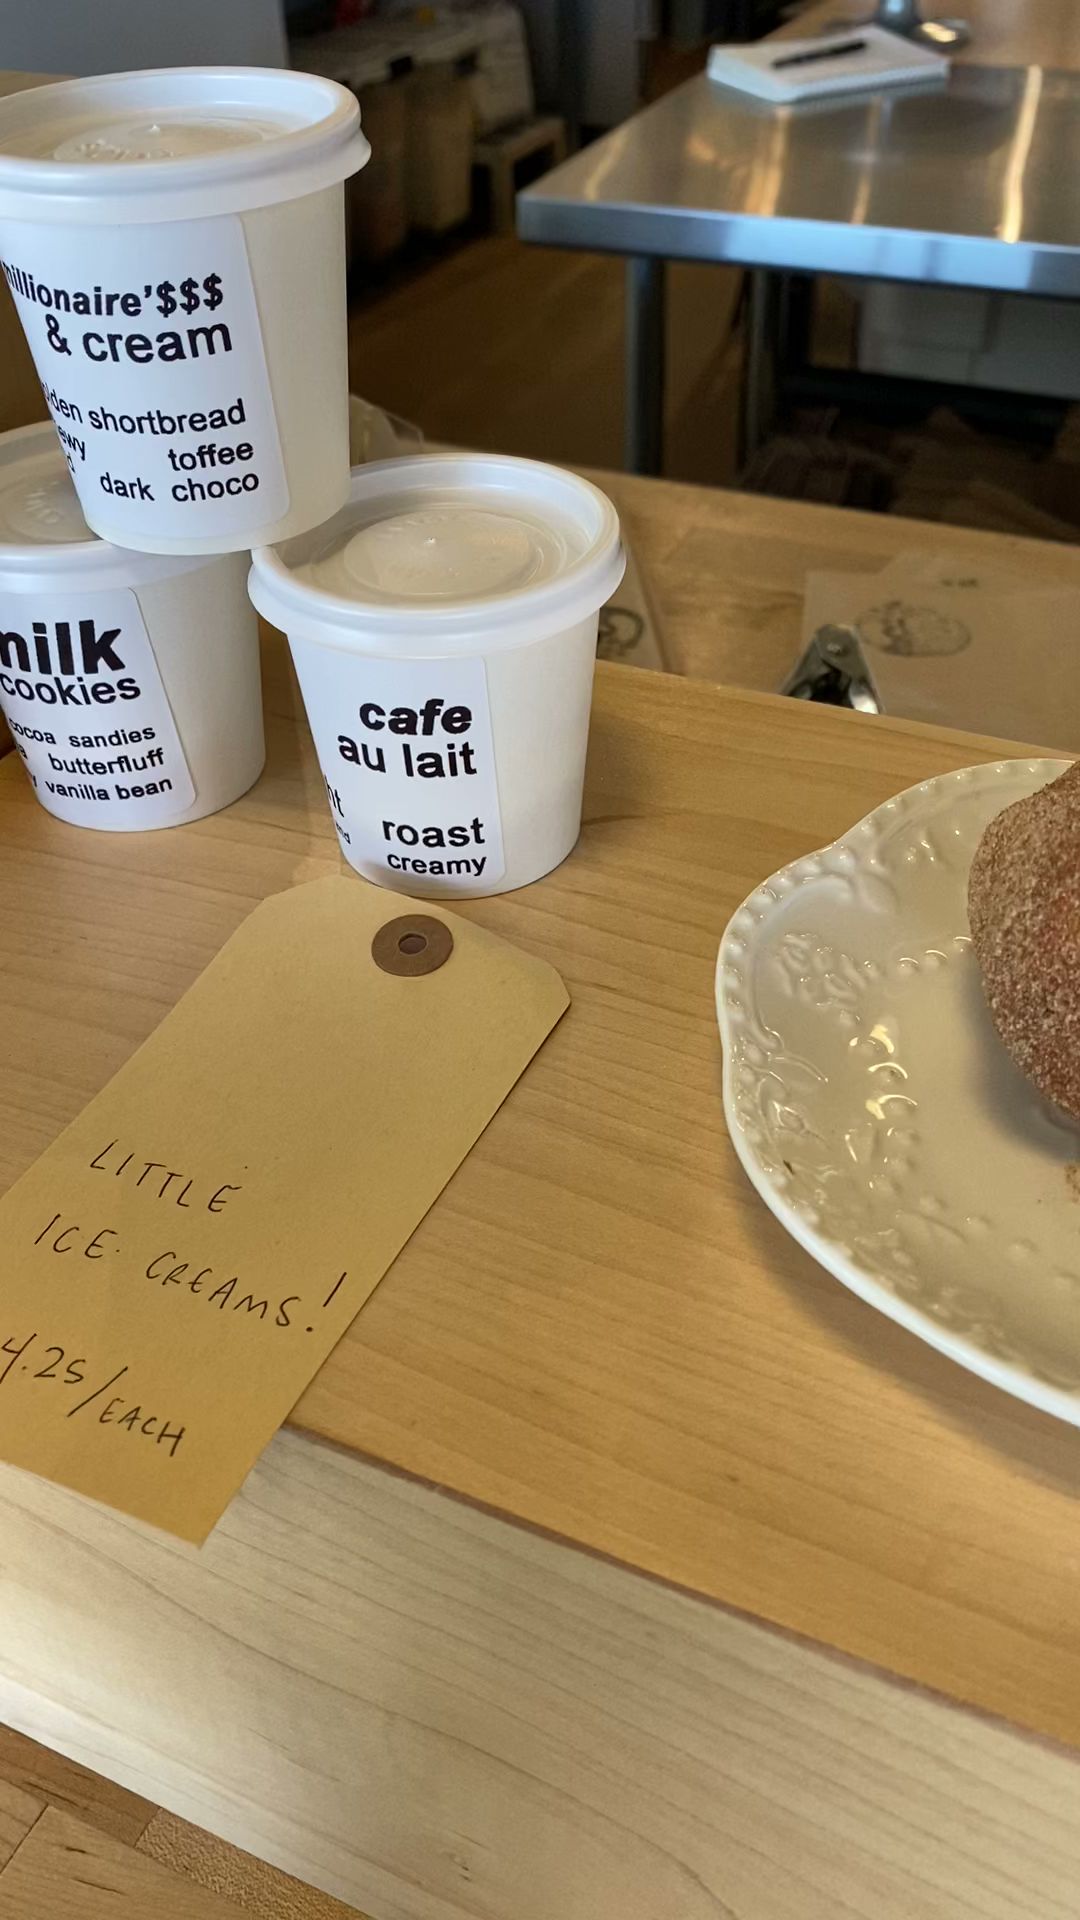 millionaire'$$$
& cream
shortbread
toffee
dark choco
milk
cookies
cocoa sandies
butterfluff
vanilla bean
cafe
au lait
roast
creamy
LITTLE
ICE CREAMS!
4.25/EACH